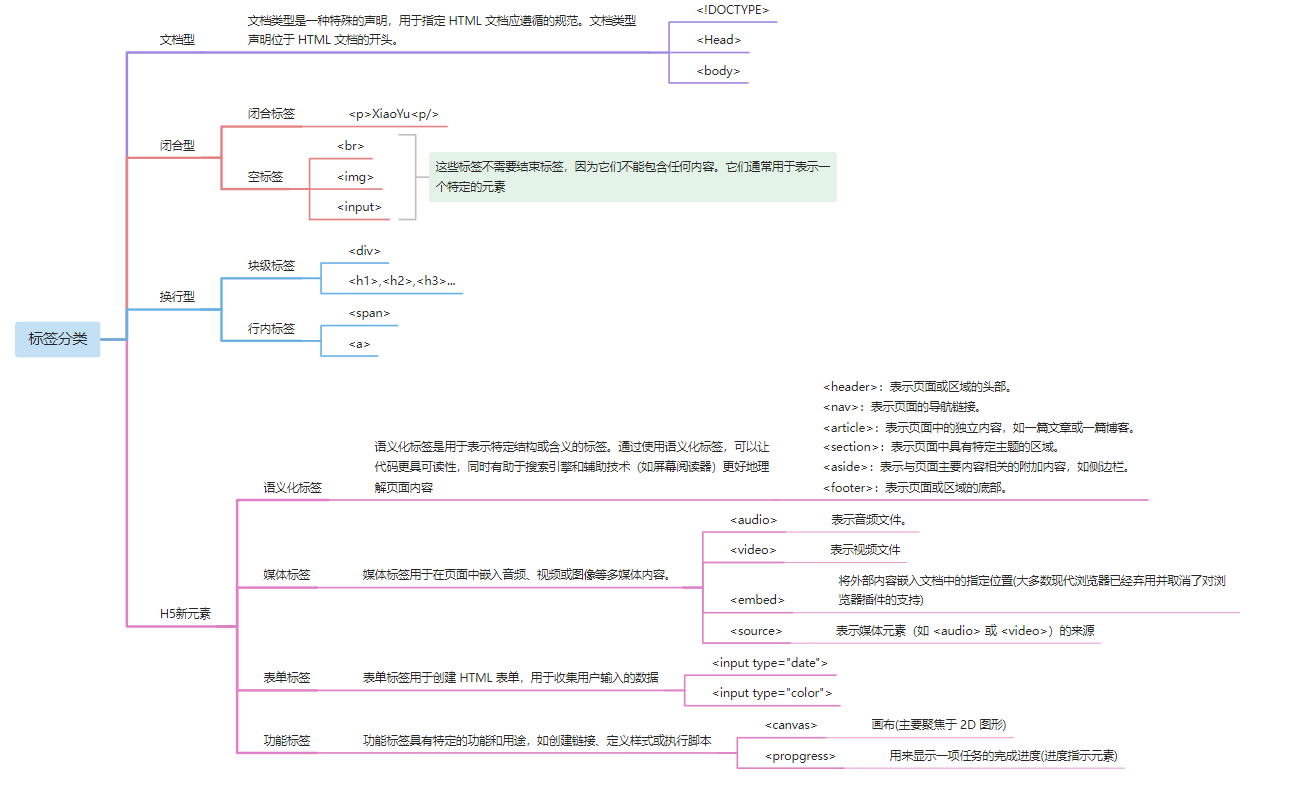 标签分类
文档型
文档类型是一种特殊的声明，用于指定 HTML 文档应遵循的规范。文档类型
声明位于 HTML 文档的开头。
<!DOCTYPE>
<Head>
<body>
闭合型
闭合标签
<p>XiaoYu<p/>
空标签
<br>
<img>
<input>
这些标签不需要结束标签，因为它们不能包含任何内容。它们通常用于表示一
个特定的元素
换行型
块级标签
<div>
<h1>,<h2>,<h3>...
行内标签
<span>
<a>
H5新元素
语义化标签
语义化标签是用于表示特定结构或含义的标签。通过使用语义化标签，可以让
代码更具可读性，同时有助于搜索引擎和辅助技术（如屏幕阅读器）更好地理
解页面内容
<header>：表示页面或区域的头部。
<nav>：表示页面的导航链接。
<article>：表示页面中的独立内容，如一篇文章或一篇博客。
<section>：表示页面中具有特定主题的区域。
<aside>：表示与页面主要内容相关的附加内容，如侧边栏。
<footer>：表示页面或区域的底部。
媒体标签
媒体标签用于在页面中嵌入音频、视频或图像等多媒体内容。
<audio>
表示音频文件。
<video>
表示视频文件
<embed>
将外部内容嵌入文档中的指定位置(大多数现代浏览器已经弃用并取消了对浏
览器插件的支持)
<source>
表示媒体元素（如 <audio> 或 <video>）的来源
表单标签
表单标签用于创建 HTML 表单，用于收集用户输入的数据
<input type="date">
<input type="color">
功能标签
功能标签具有特定的功能和用途，如创建链接、定义样式或执行脚本
<canvas>
画布(主要聚焦于 2D 图形)
<propgress>
用来显示一项任务的完成进度(进度指示元素)